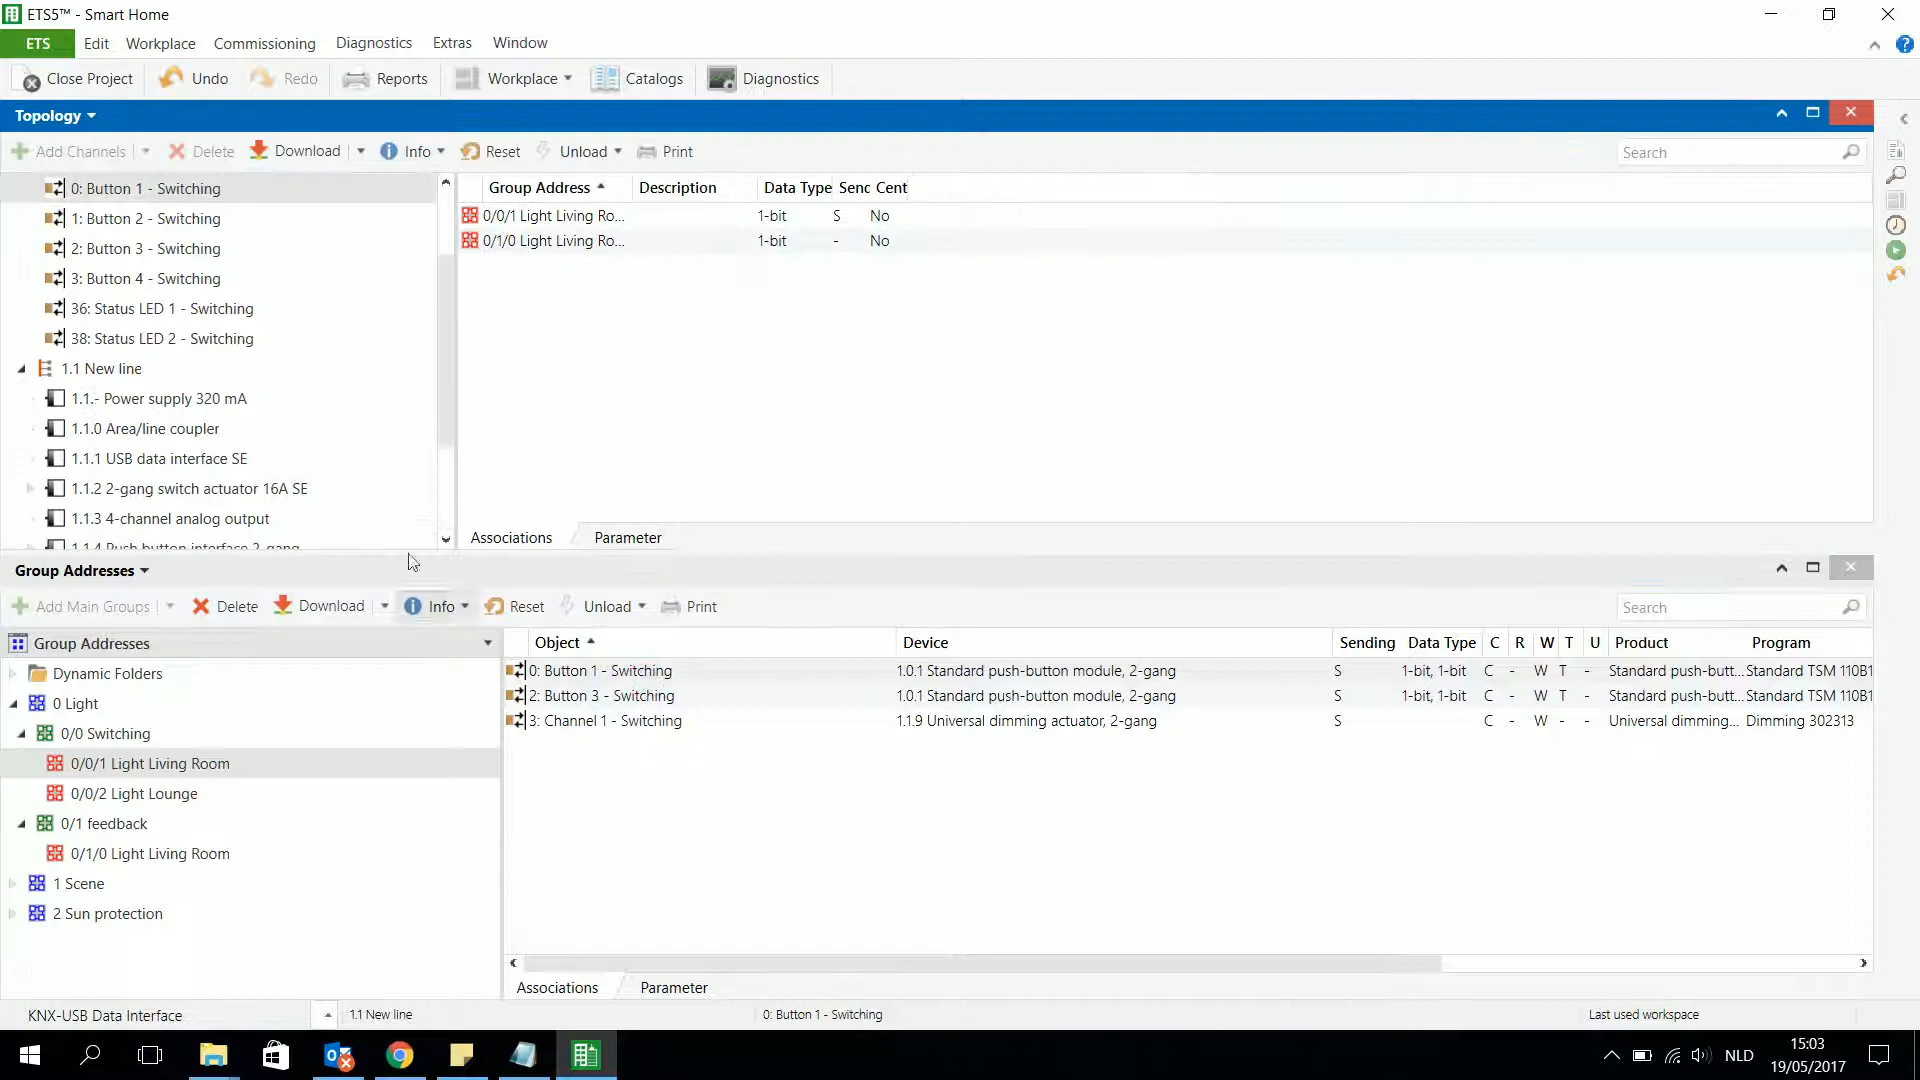 ETS5™ - Smart Home
ETS Edit Workplace Commissioning Diagnostics Extras Window
Close Project Undo Redo Reports Workplace Catalogs Diagnostics
Topology
Add Channels Delete Download Info Reset Unload Print Search
0: Button 1 - Switching
1: Button 2 - Switching
2: Button 3 - Switching
3: Button 4 - Switching
36: Status LED 1 - Switching
38: Status LED 2 - Switching
1.1 New line
1.1.- Power supply 320 mA
1.1.0 Area/line coupler
1.1.1 USB data interface SE
1.1.2 2-gang switch actuator 16A SE
1.1.3 4-channel analog output
1.1.4 Push button interface 2-gang
Group Address Description Data Type Senc Cent
0/0/1 Light Living Ro... 1-bit S No
0/1/0 Light Living Ro... 1-bit - No
Associations Parameter
Group Addresses
Add Main Groups Delete Download Info Reset Unload Print Search
Group Addresses
Dynamic Folders
0 Light
0/0 Switching
0/0/1 Light Living Room
0/0/2 Light Lounge
0/1 feedback
0/1/0 Light Living Room
1 Scene
2 Sun protection
Object Device Sending Data Type C R W T U Product Program
0: Button 1 - Switching 1.0.1 Standard push-button module, 2-gang S 1-bit, 1-bit C - W T - Standard push-butt... Standard TSM 110B1
2: Button 3 - Switching 1.0.1 Standard push-button module, 2-gang S 1-bit, 1-bit C - W T - Standard push-butt... Standard TSM 110B1
3: Channel 1 - Switching 1.1.9 Universal dimming actuator, 2-gang S C - W - - Universal dimming... Dimming 302313
Associations Parameter
KNX-USB Data Interface 1.1 New line 0: Button 1 - Switching Last used workspace
NLD 15:03
19/05/2017